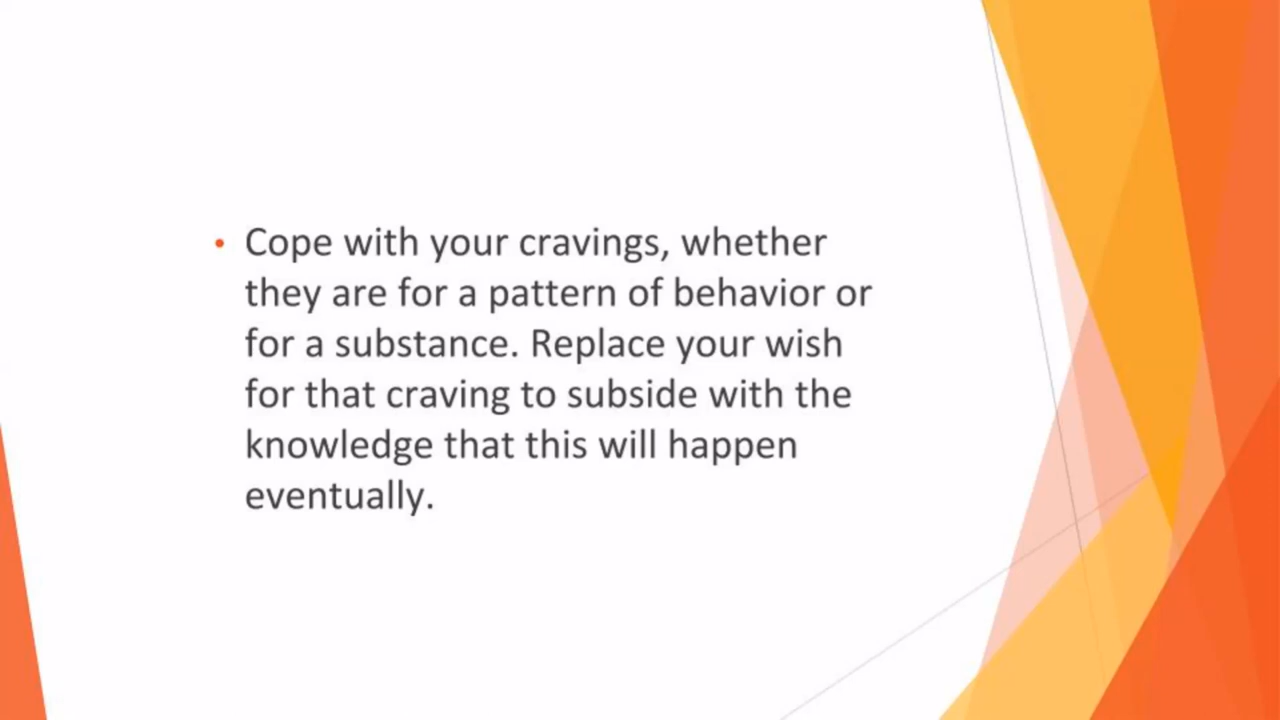 • Cope with your cravings, whether
they are for a pattern of behavior or
for a substance. Replace your wish
for that craving to subside with the
knowledge that this will happen
eventually.